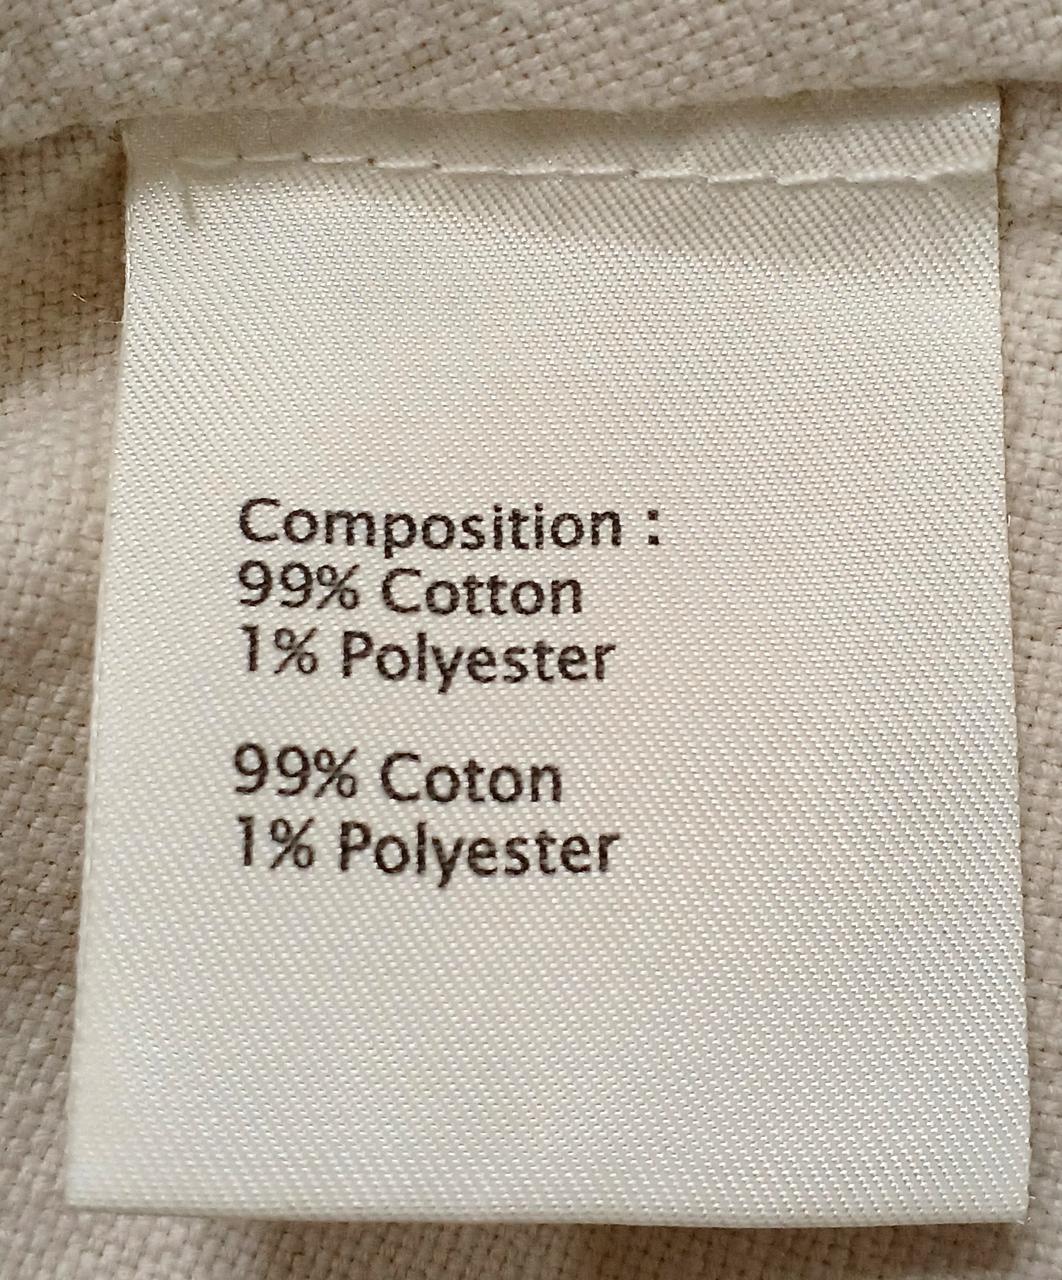 Composition :
99% Cotton
1% Polyester
99% Coton
1% Polyester